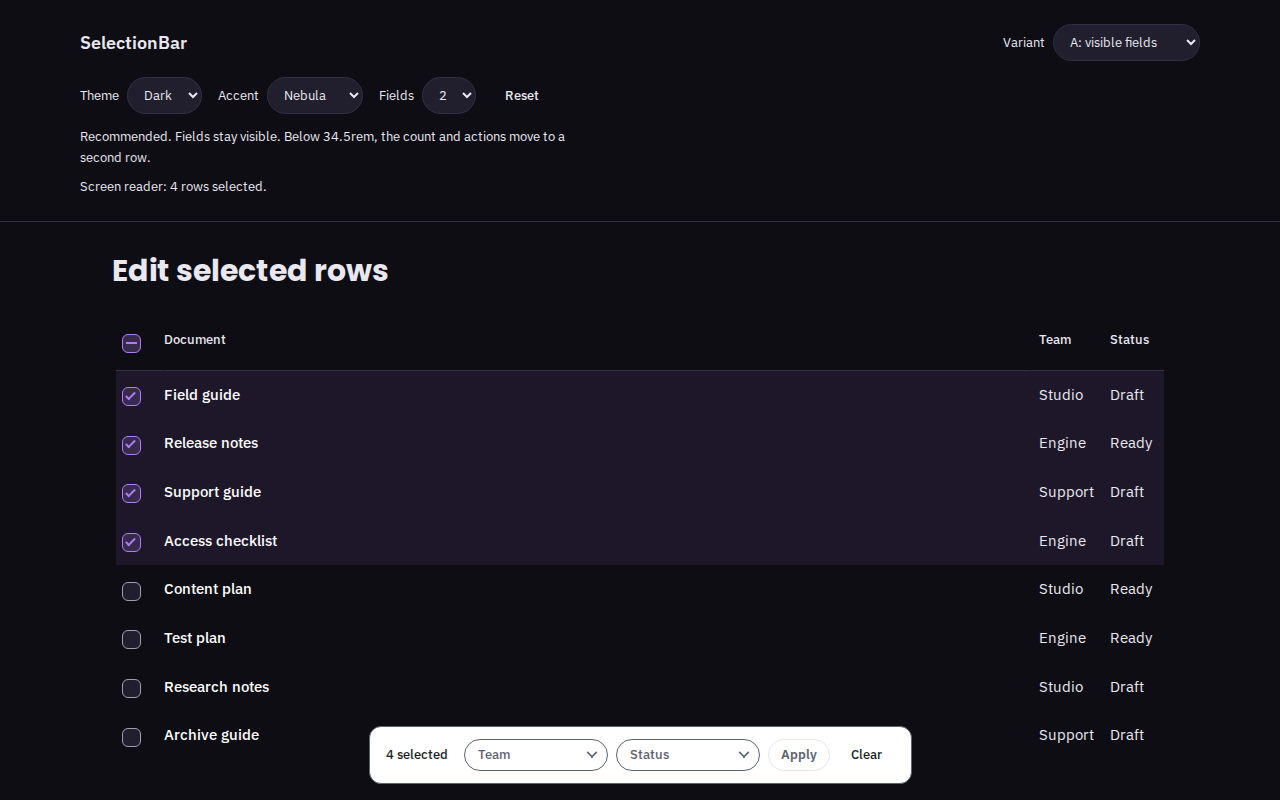 SelectionBar
Variant A: visible fields
Theme Dark Accent Nebula Fields 2 Reset
Recommended. Fields stay visible. Below 34.5rem, the count and actions move to a
second row.
Screen reader: 4 rows selected.
Edit selected rows
Document Team Status
Field guide Studio Draft
Release notes Engine Ready
Support guide Support Draft
Access checklist Engine Draft
Content plan Studio Ready
Test plan Engine Ready
Research notes Studio Draft
Archive guide Support Draft
4 selected Team Status Apply Clear